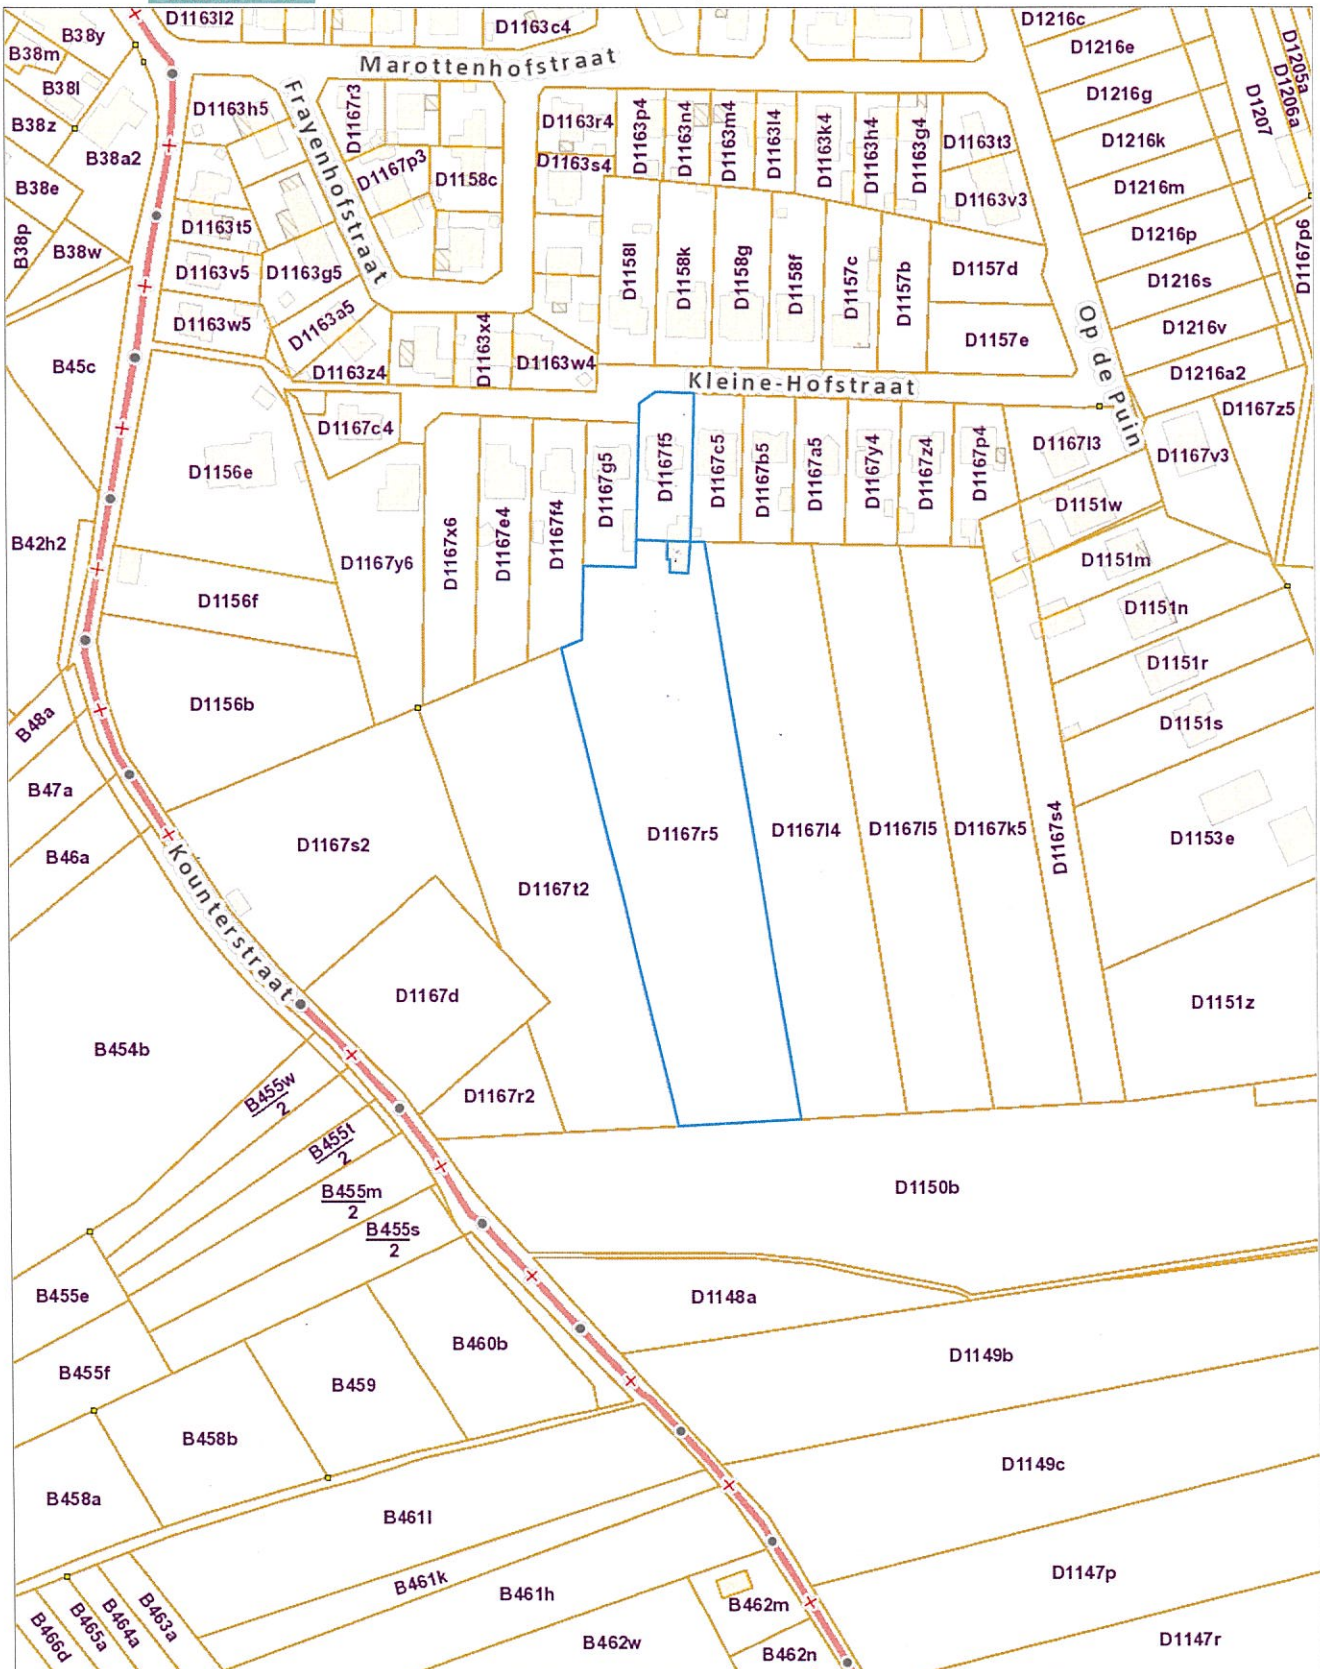 D1163l2
D1163c4
D1216c
B38y
B38m
Marottenhofstraat
D1216e
D1205a
D1206a
B38l
D1216g
D1207
D1163h5
Frayenhofstraat
D1167r3
D1163r4
D1163p4
D1163n4
D1163m4
D1163l4
D1163k4
D1163h4
D1163g4
D1163t3
B38z
D1216k
B38a2
D1167p3
D1158c
D1163s4
B38e
D1216m
D1163v3
D1163t5
D1216p
B38p
B38w
D1167p6
D1163v5
D1163g5
D1158l
D1158k
D1158g
D1158f
D1157c
D1157b
D1157d
D1216s
D1163w5
D1163a5
D1157e
Op de Puin
D1216v
B45c
D1163z4
D1163x4
D1163w4
D1216a2
Kleine-Hofstraat
D1167z5
D1167c4
D1167l3
D1167v3
D1156e
D1167g5
D1167f5
D1167c5
D1167b5
D1167a5
D1167y4
D1167z4
D1167p4
D1151w
B42h2
D1167y6
D1167x6
D1167e4
D1167f4
D1151m
D1156f
D1151n
D1151r
D1156b
B48a
D1151s
B47a
D1167s2
D1167r5
D1167l4
D1167l5
D1167k5
D1167s4
D1153e
B46a
Kounterstraat
D1167t2
D1167d
D1151z
B454b
B455w
2
D1167r2
B455t
2
B455m
2
D1150b
B455s
2
B455e
D1148a
B460b
D1149b
B455f
B459
B458b
D1149c
B458a
B461l
D1147p
B461k
B461h
B462m
B463a
B464a
B465a
B466d
B462w
B462n
D1147r